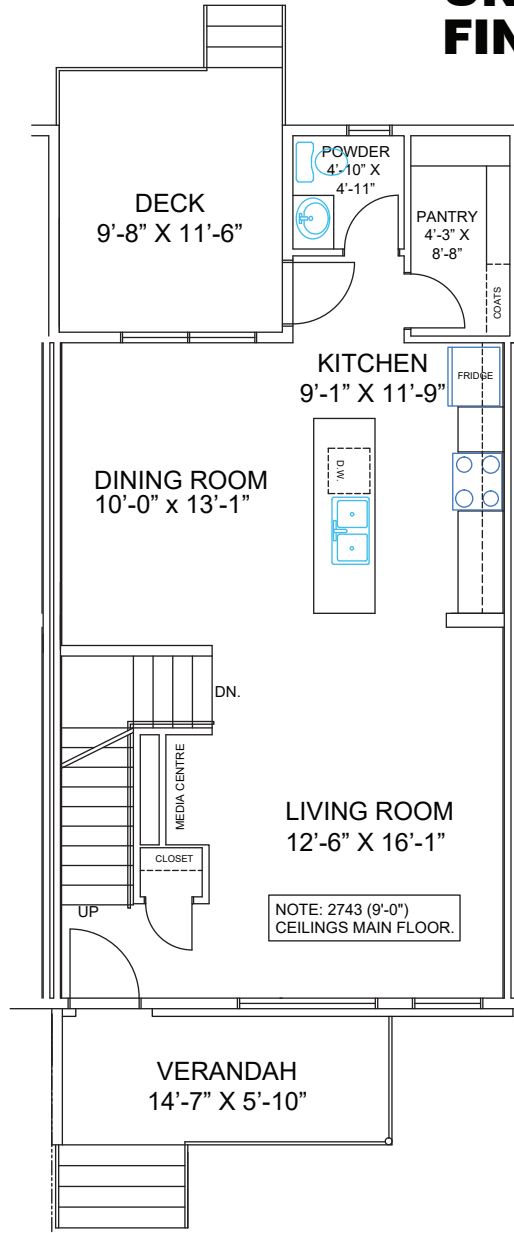 DECK
9'-8" X 11'-6"
POWDER
4'-10" X
4'-11"
PANTRY
4'-3" X
8'-8"
COATS
KITCHEN
9'-1" X 11'-9"
FRIDGE
D.W.
DINING ROOM
10'-0" x 13'-1"
DN.
MEDIA CENTRE
LIVING ROOM
12'-6" X 16'-1"
CLOSET
UP
NOTE: 2743 (9'-0")
CEILINGS MAIN FLOOR.
VERANDAH
14'-7" X 5'-10"